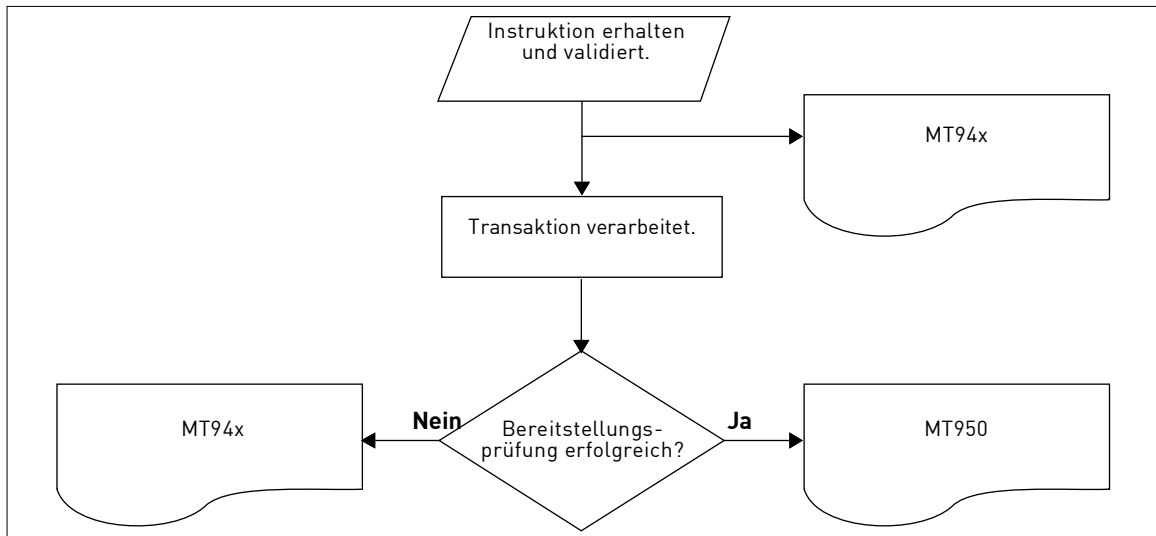 Instruktion erhalten
und validiert.
MT94x
Transaktion verarbeitet.
MT94x
Nein
Bereitstellungs-
prüfung erfolgreich?
Ja
MT950